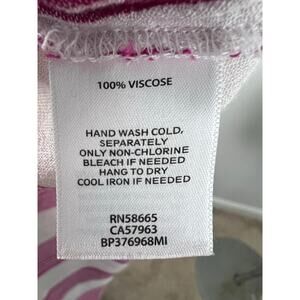 100% VISCOSE
HAND WASH COLD,
SEPARATELY
ONLY NON-CHLORINE
BLEACH IF NEEDED
HANG TO DRY
COOL IRON IF NEEDED
RN58665
CA57963
BP376968MI